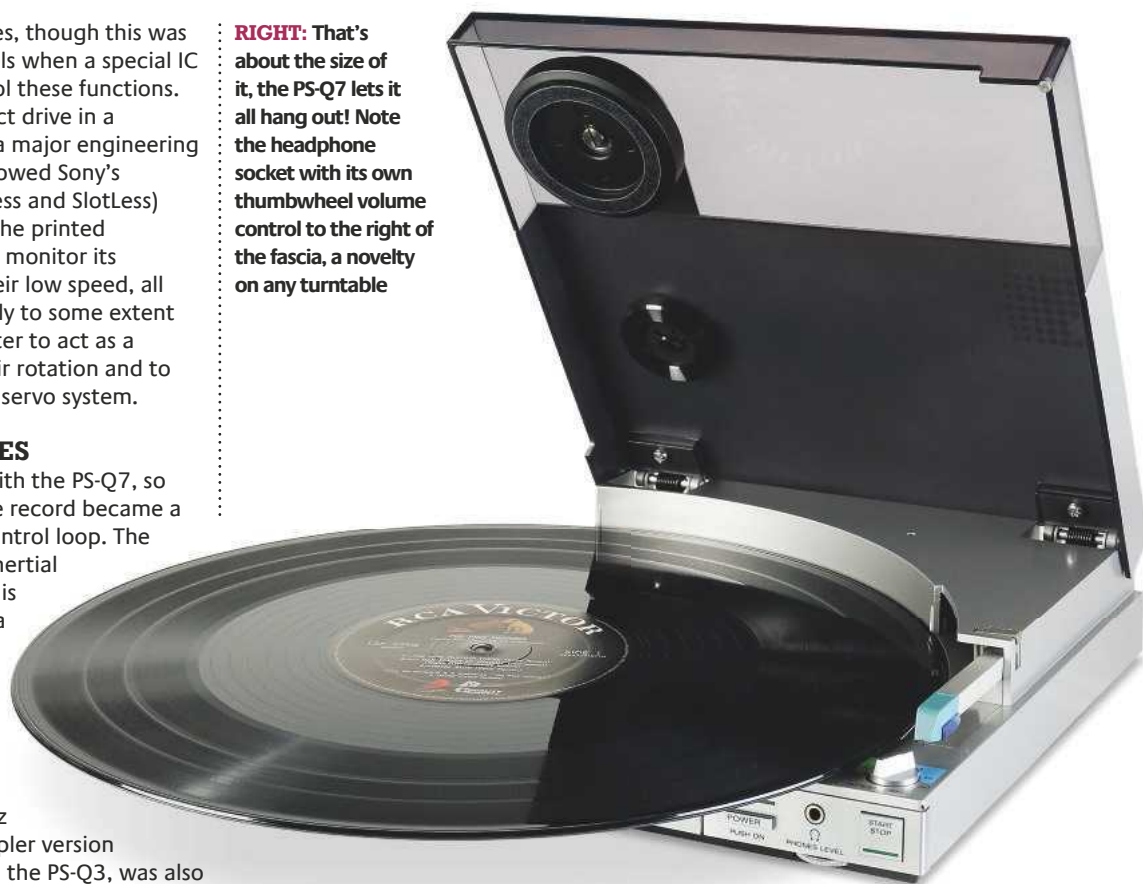 es, though this was
ls when a special IC
ol these functions.
ct drive in a
a major engineering
owed Sony's
ess and SlotLess)
he printed
monitor its
eir low speed, all
ly to some extent
ter to act as a
ir rotation and to
servo system.
ES
ith the PS-Q7, so
e record became a
ontrol loop. The
nertial
is
a
z
pler version
the PS-Q3, was also
RIGHT: That's
about the size of
it, the PS-Q7 lets it
all hang out! Note
the headphone
socket with its own
thumbwheel volume
control to the right of
the fascia, a novelty
on any turntable
RCA VICTOR
POWER
PUSH ON
PHONES LEVEL
START
STOP